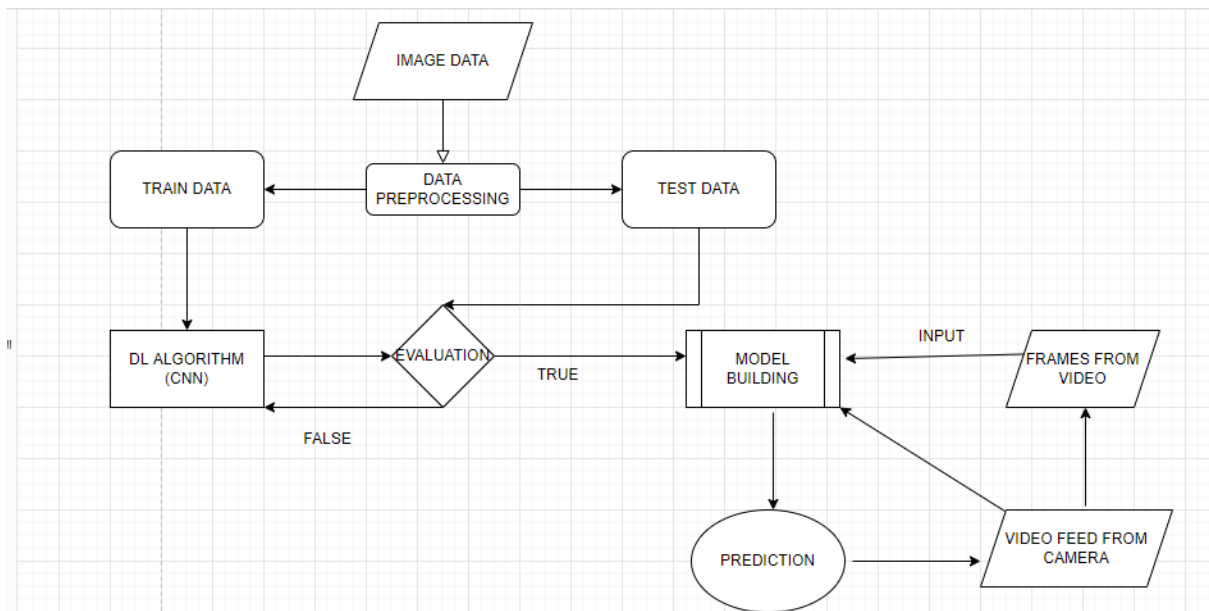 IMAGE DATA
TRAIN DATA
DATA
PREPROCESSING
TEST DATA
DL ALGORITHM
(CNN)
EVALUATION
TRUE
FALSE
MODEL
BUILDING
INPUT
FRAMES FROM
VIDEO
PREDICTION
VIDEO FEED FROM
CAMERA